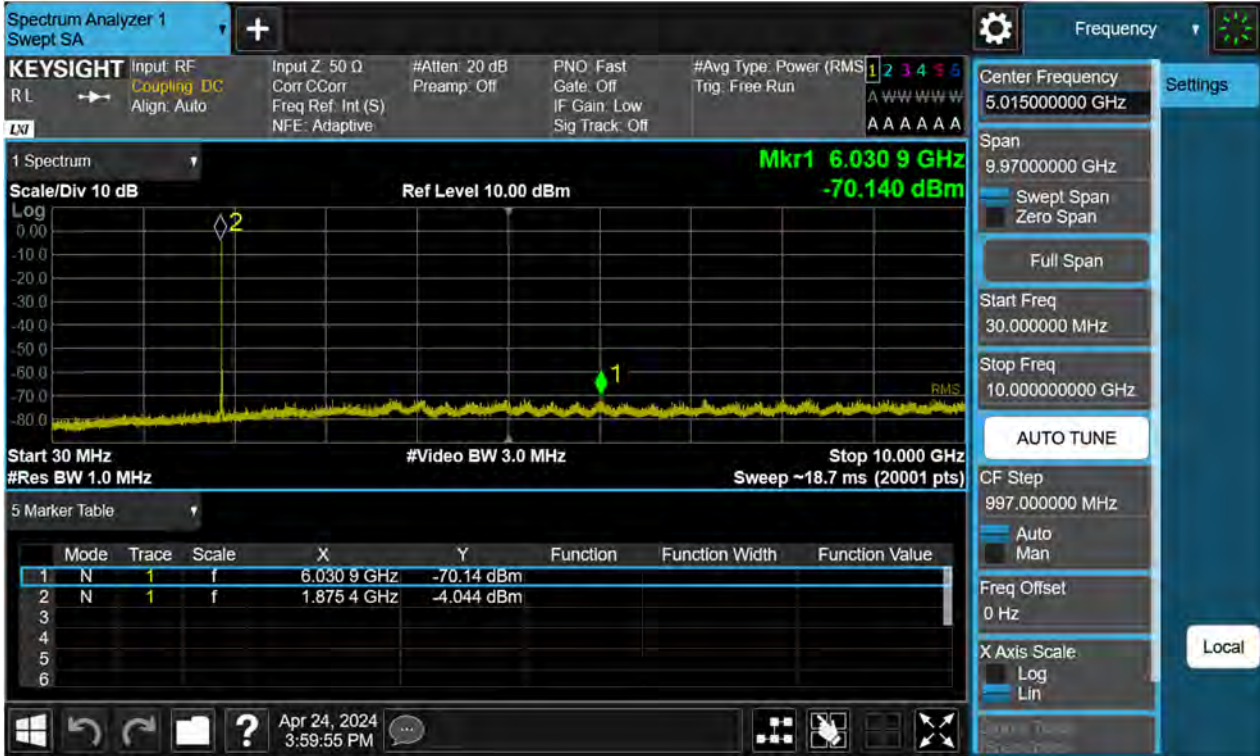 Spectrum Analyzer 1
Swept SA
+
Frequency
KEYSIGHT
RL
LXI
Input: RF
Coupling: DC
Align: Auto
Input Z: 50 Ω
Corr CCorr
Freq Ref: Int (S)
NFE: Adaptive
#Atten: 20 dB
Preamp: Off
PNO: Fast
Gate: Off
IF Gain: Low
Sig Track: Off
#Avg Type: Power (RMS
Trig: Free Run
1 2 3 4 5 6
A W W W W W
A A A A A A
Center Frequency
5.015000000 GHz
Settings
Span
9.97000000 GHz
Swept Span
Zero Span
Full Span
Start Freq
30.000000 MHz
Stop Freq
10.000000000 GHz
AUTO TUNE
CF Step
997.000000 MHz
Auto
Man
Freq Offset
0 Hz
X Axis Scale
Log
Lin
Local
1 Spectrum
Scale/Div 10 dB
Ref Level 10.00 dBm
Mkr1 6.030 9 GHz
-70.140 dBm
Log
0.00
-10.0
-20.0
-30.0
-40.0
-50.0
-60.0
-70.0
-80.0
2
1
RMS
Start 30 MHz
#Res BW 1.0 MHz
#Video BW 3.0 MHz
Stop 10.000 GHz
Sweep ~18.7 ms (20001 pts)
5 Marker Table
Mode Trace Scale X Y Function Function Width Function Value
1 N 1 f 6.030 9 GHz -70.14 dBm
2 N 1 f 1.875 4 GHz -4.044 dBm
3
4
5
6
?
Apr 24, 2024
3:59:55 PM